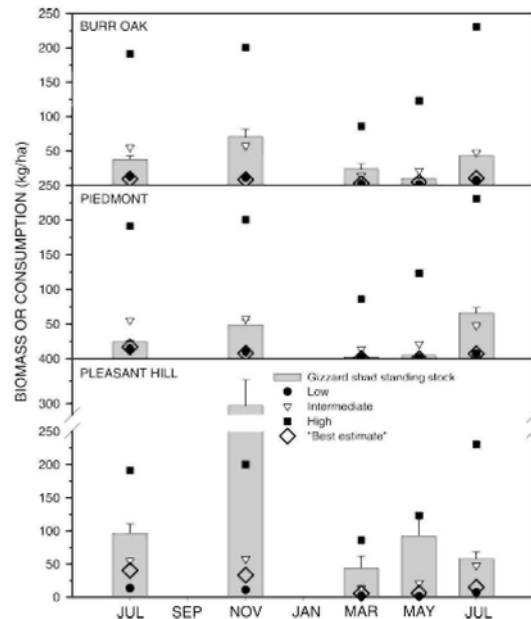 BIOMASS OR CONSUMPTION (kg/ha)
250
BURR OAK
200
150
100
50
250
PIEDMONT
200
150
100
50
400
PLEASANT HILL
300
250
200
150
100
50
0
Gizzard shad standing stock
Low
Intermediate
High
"Best estimate"
JUL SEP NOV JAN MAR MAY JUL